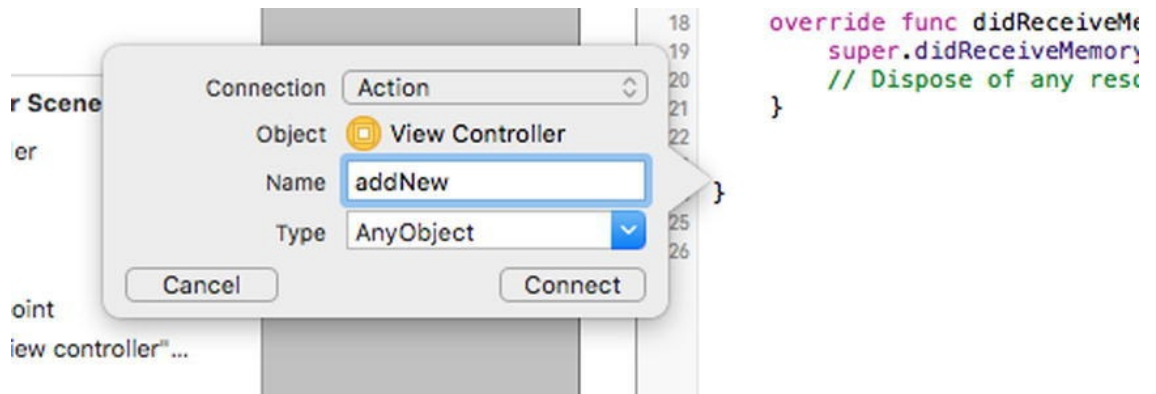 18 override func didReceiveMe
19 super.didReceiveMemory
20 // Dispose of any reso
21 }
22
}
25
26
r Scene
er
oint
iew controller"...
Connection Action
Object View Controller
Name addNew
Type AnyObject
Cancel Connect